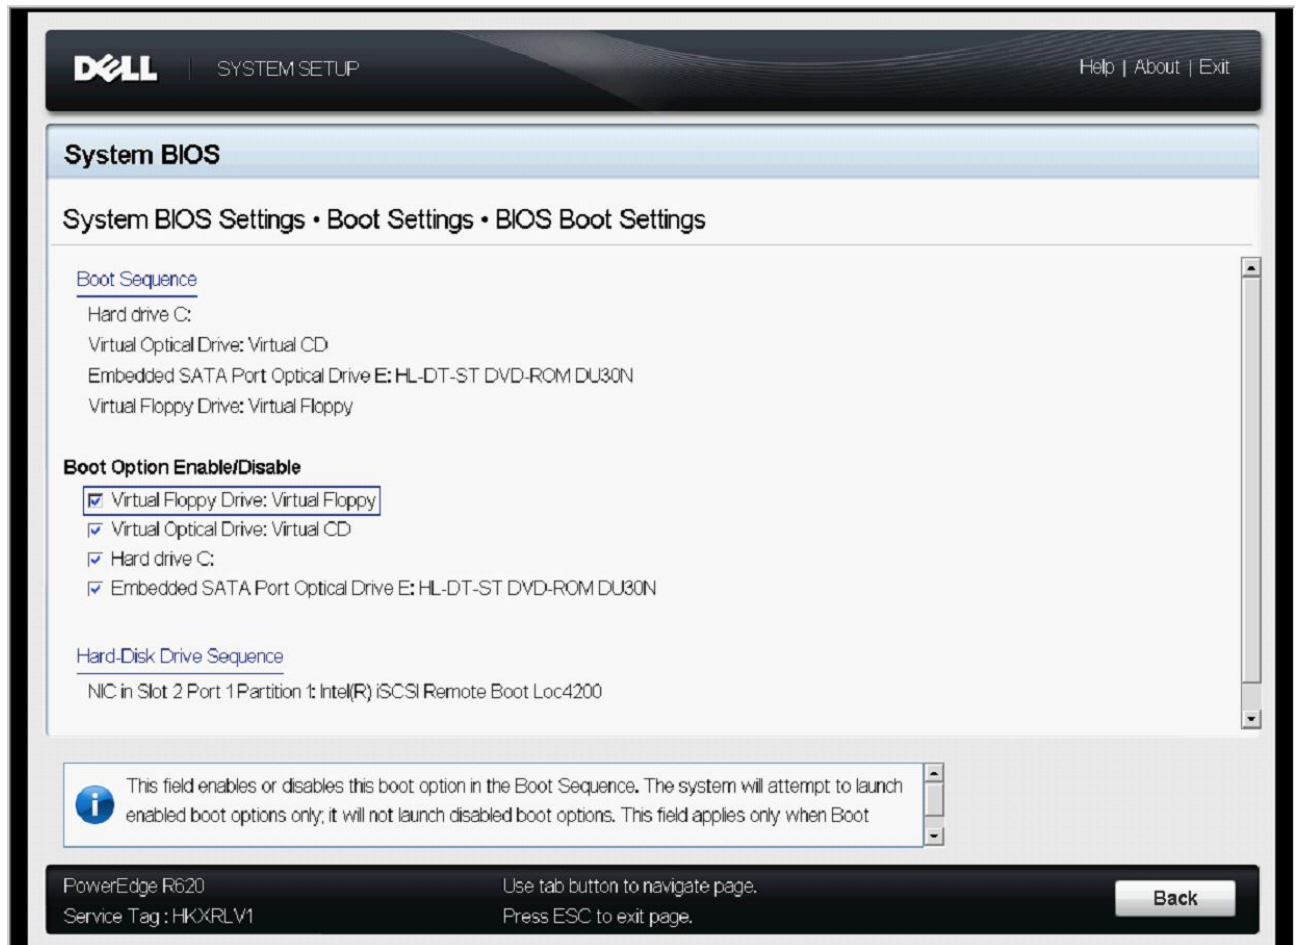 DELL SYSTEM SETUP Help | About | Exit
System BIOS
System BIOS Settings • Boot Settings • BIOS Boot Settings
Boot Sequence
Hard drive C:
Virtual Optical Drive: Virtual CD
Embedded SATA Port Optical Drive E: HL-DT-ST DVD-ROM DU30N
Virtual Floppy Drive: Virtual Floppy
Boot Option Enable/Disable
Virtual Floppy Drive: Virtual Floppy
Virtual Optical Drive: Virtual CD
Hard drive C:
Embedded SATA Port Optical Drive E: HL-DT-ST DVD-ROM DU30N
Hard-Disk Drive Sequence
NIC in Slot 2 Port 1 Partition 1: Intel(R) iSCSI Remote Boot Loc4200
This field enables or disables this boot option in the Boot Sequence. The system will attempt to launch
enabled boot options only; it will not launch disabled boot options. This field applies only when Boot
PowerEdge R620 Use tab button to navigate page.
Service Tag : HKXRLV1 Press ESC to exit page.
Back